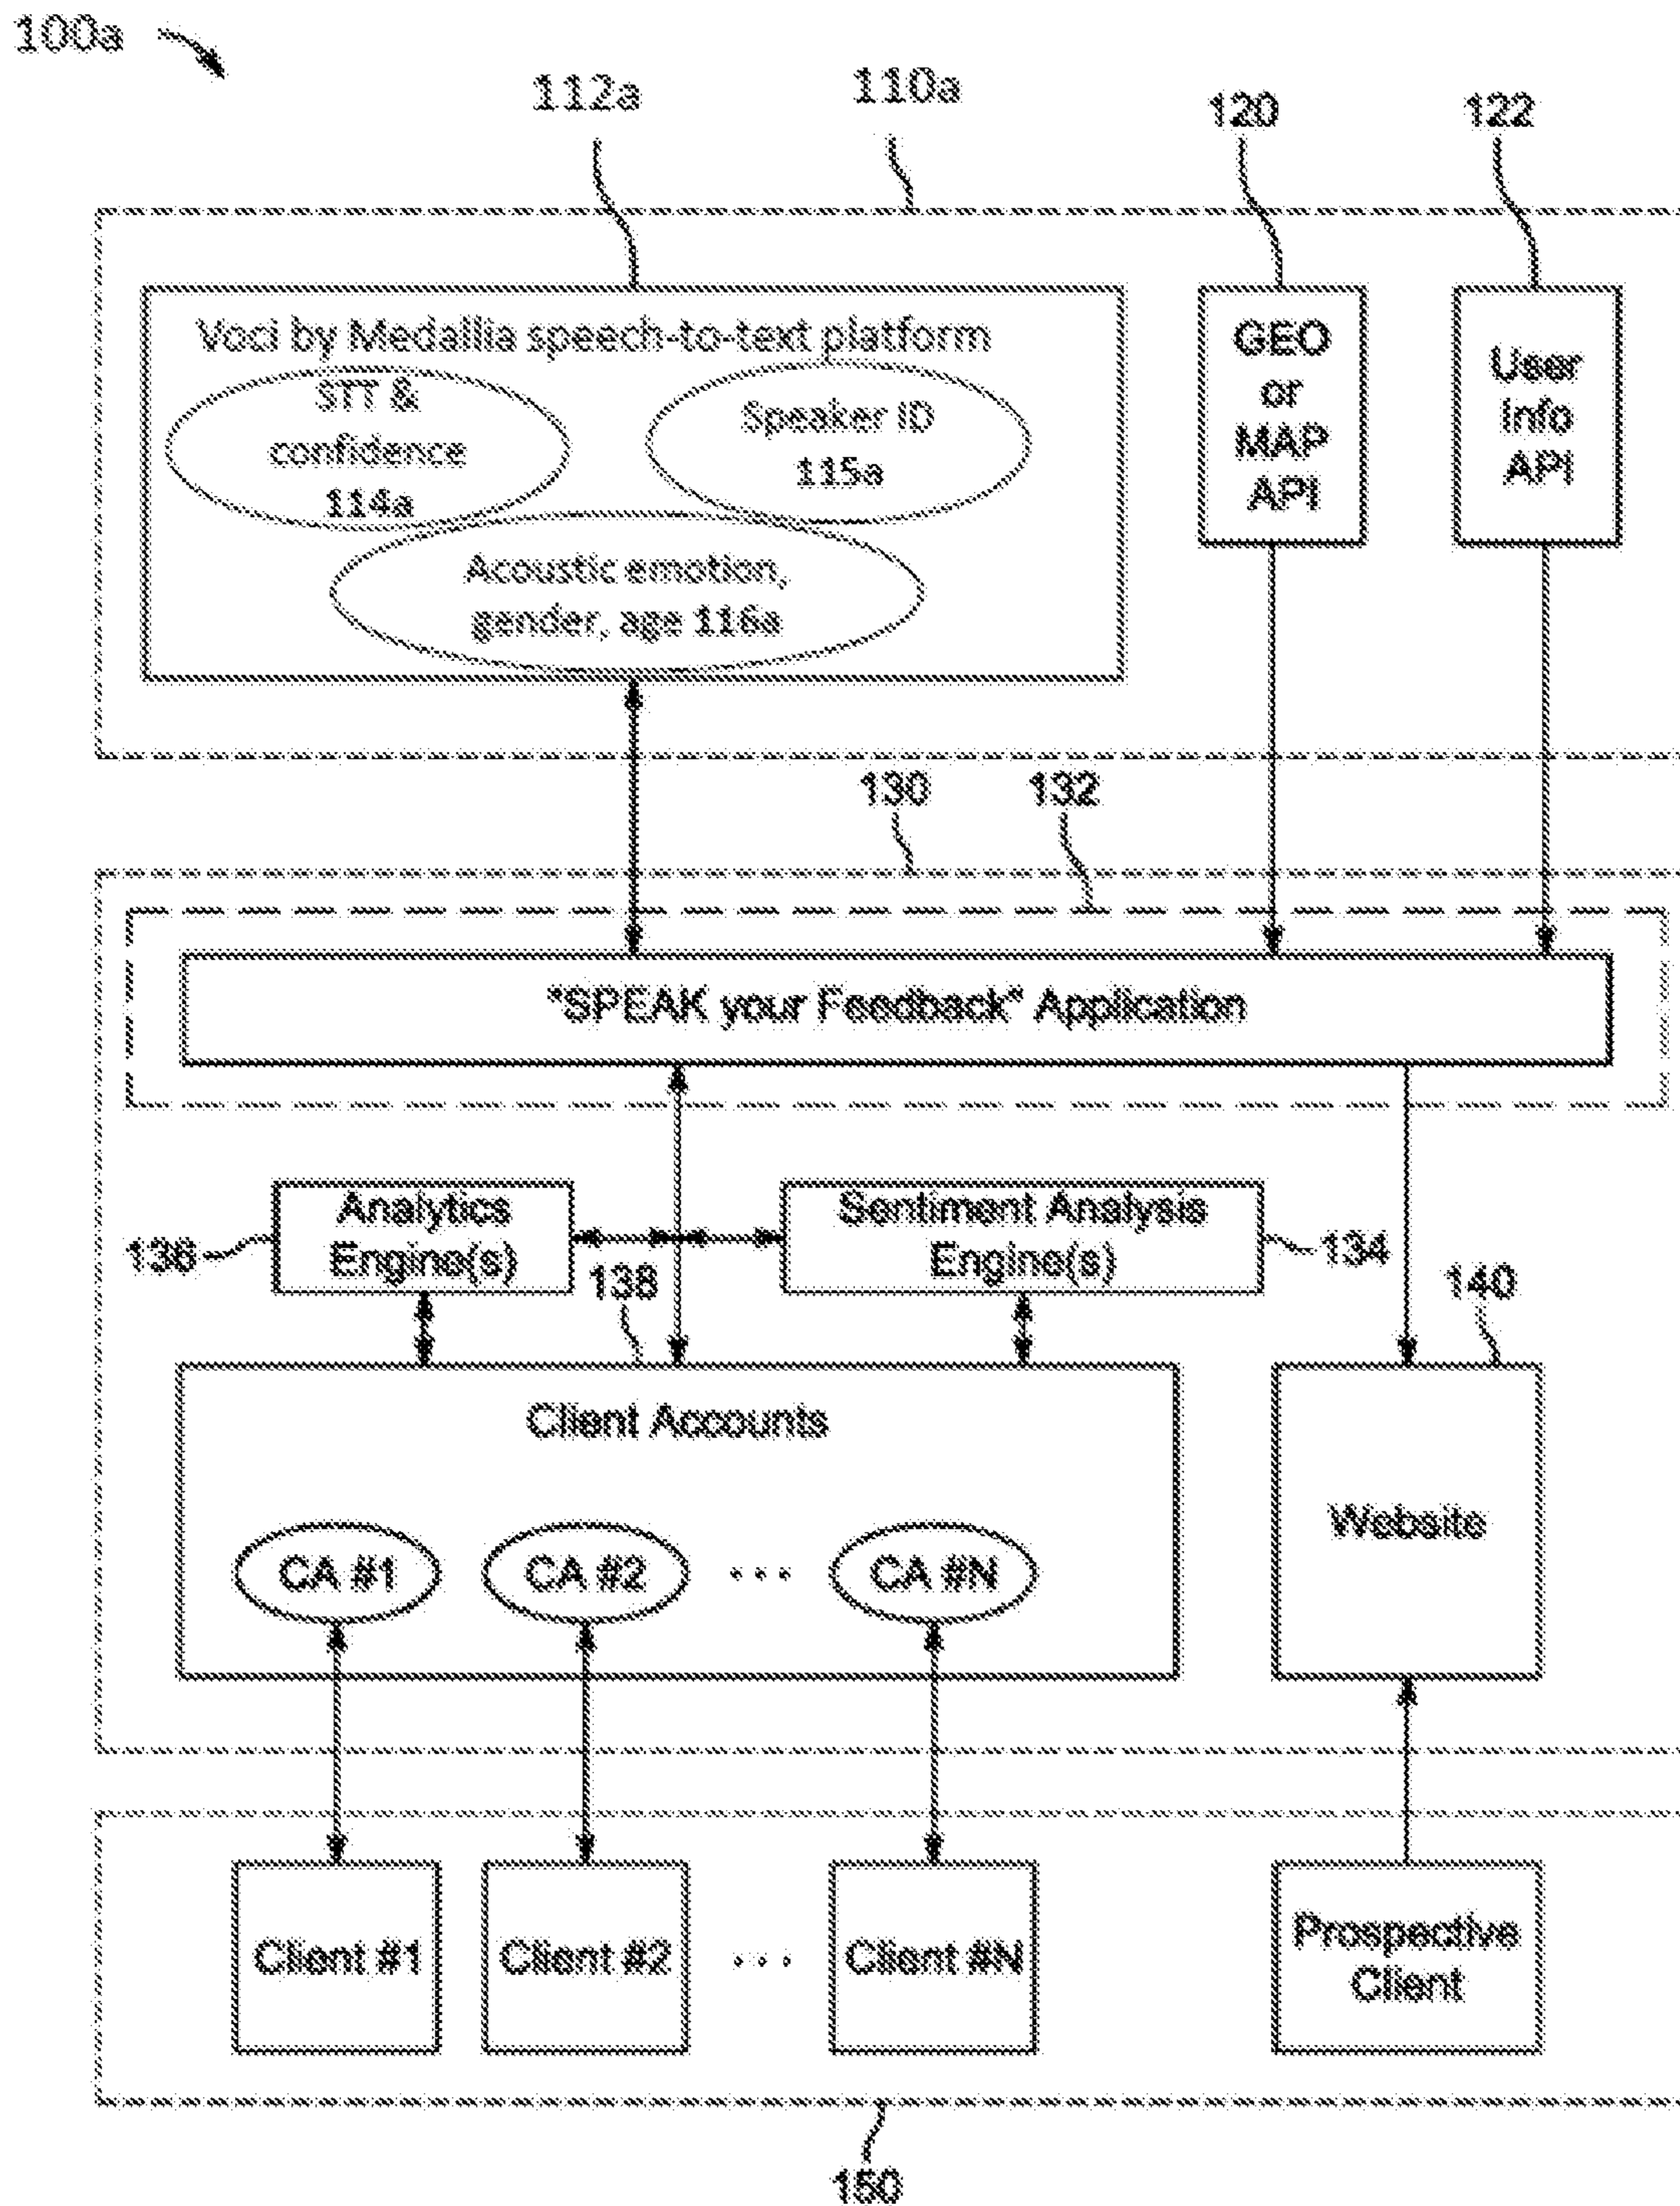 100a
112a
110a
120
122
Voci by Medallia speech-to-text platform
STT &
confidence
114a
Speaker ID
115a
Acoustic emotion,
gender, age 116a
GEO
or
MAP
API
User
Info
API
130
132
"SPEAK your Feedback" Application
Analytics
Engine(s)
136
138
Sentiment Analysis
Engine(s)
134
140
Client Accounts
CA #1
CA #2
...
CA #N
Website
Client #1
Client #2
...
Client #N
Prospective
Client
150